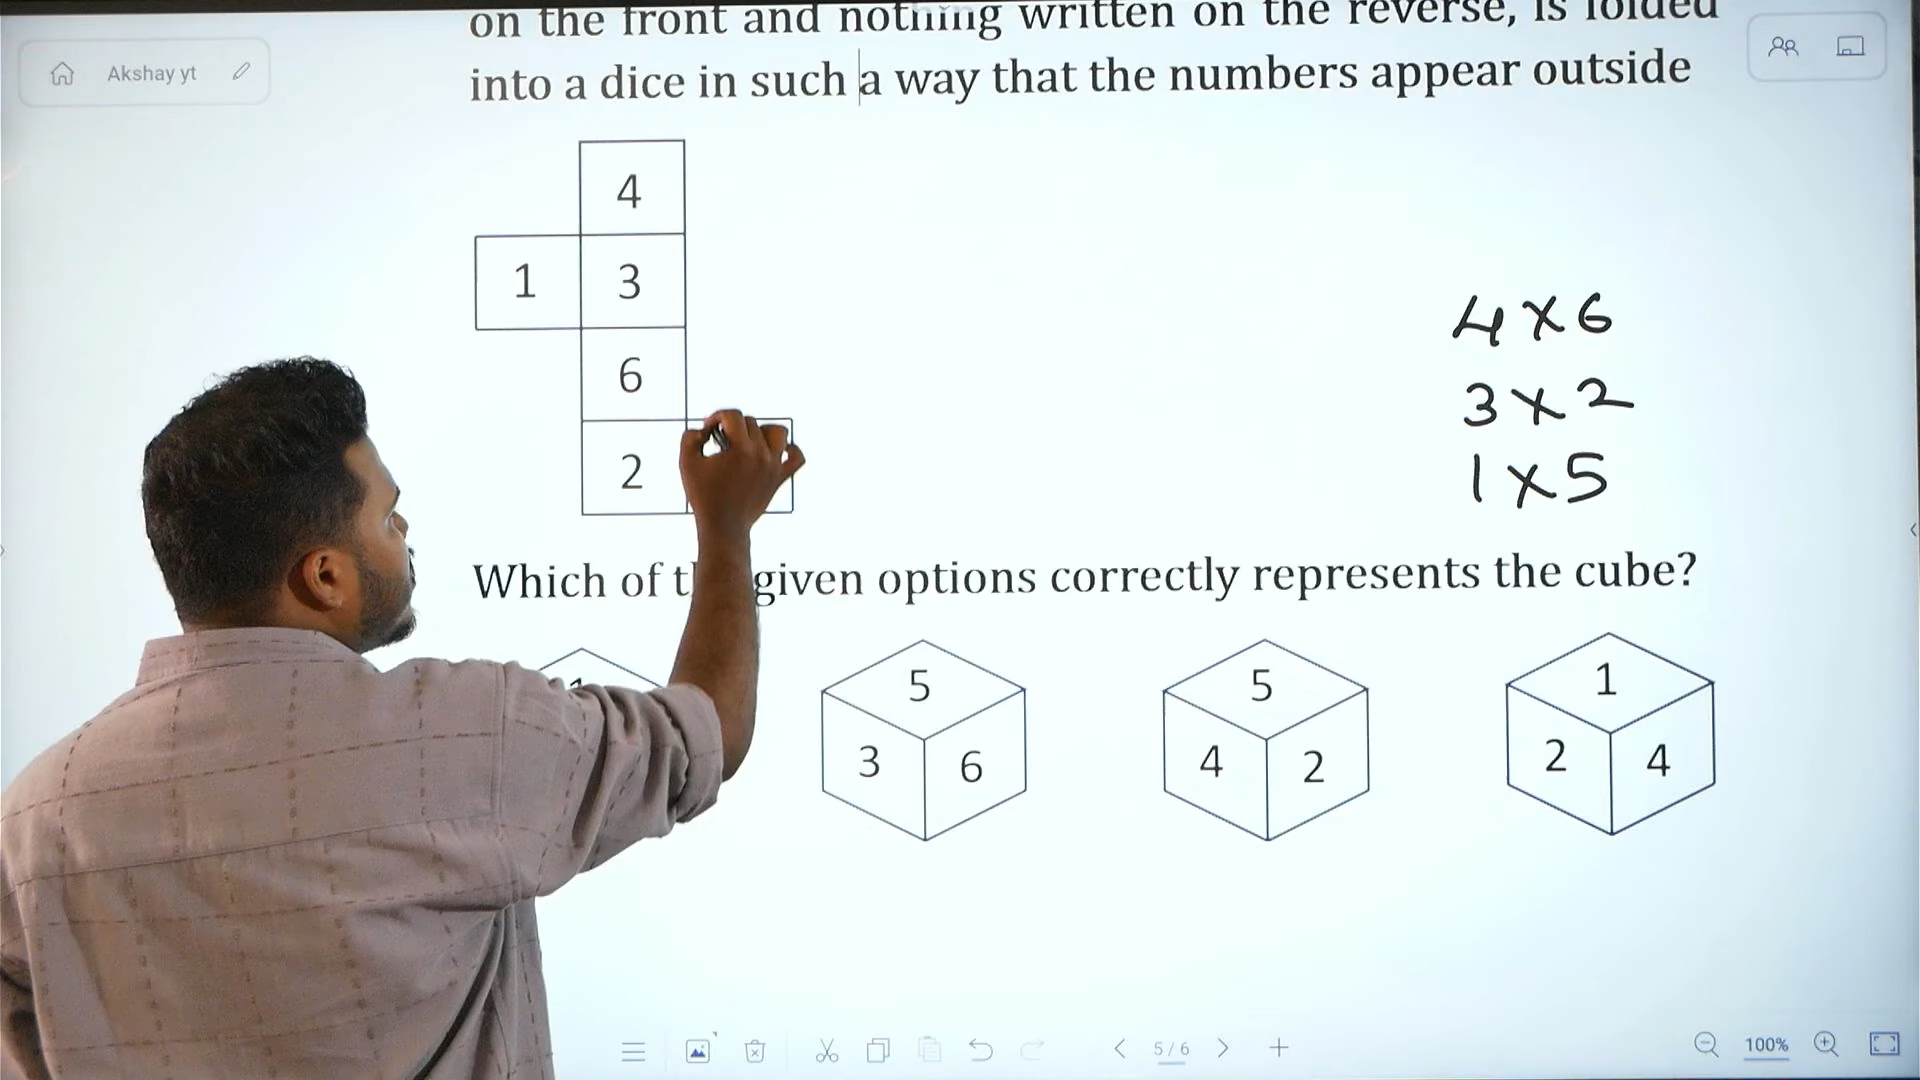 on the front and nothing written on the reverse, is folded
Akshay yt
into a dice in such a way that the numbers appear outside
4
1 3
6
2
4 x 6
3 x 2
1 x 5
Which of given options correctly represents the cube?
5
3 6
5
4 2
1
2 4
5 / 6
100%